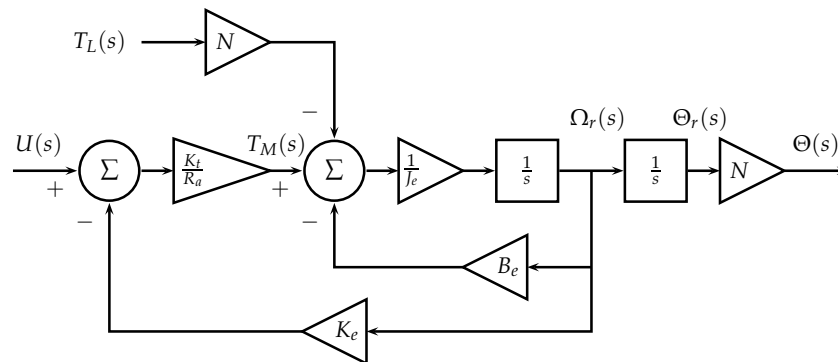 T_L(s)
N
−
U(s)
+
Σ
−
K_t/R_a
T_M(s)
+
Σ
−
1/J_e
1/s
Ω_r(s)
1/s
Θ_r(s)
N
Θ(s)
B_e
K_e